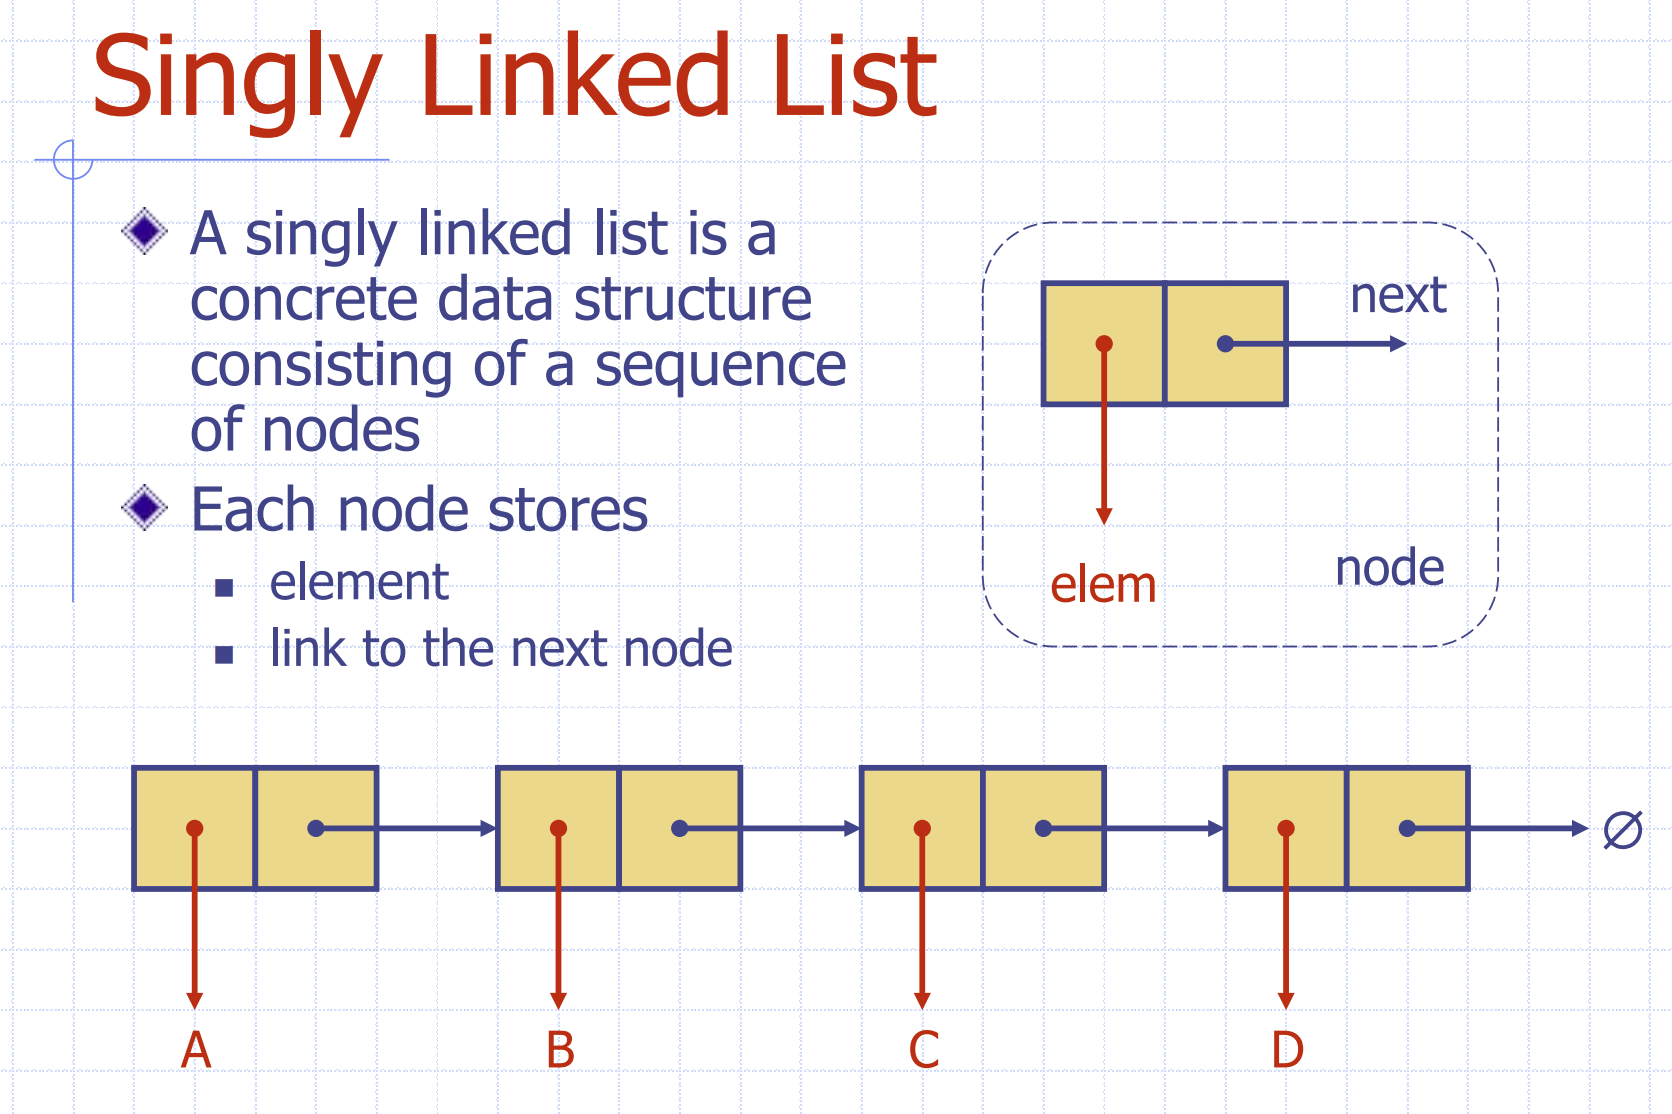 Singly Linked List
A singly linked list is a
concrete data structure
consisting of a sequence
of nodes
Each node stores
element
link to the next node
next
elem
node
∅
A
B
C
D